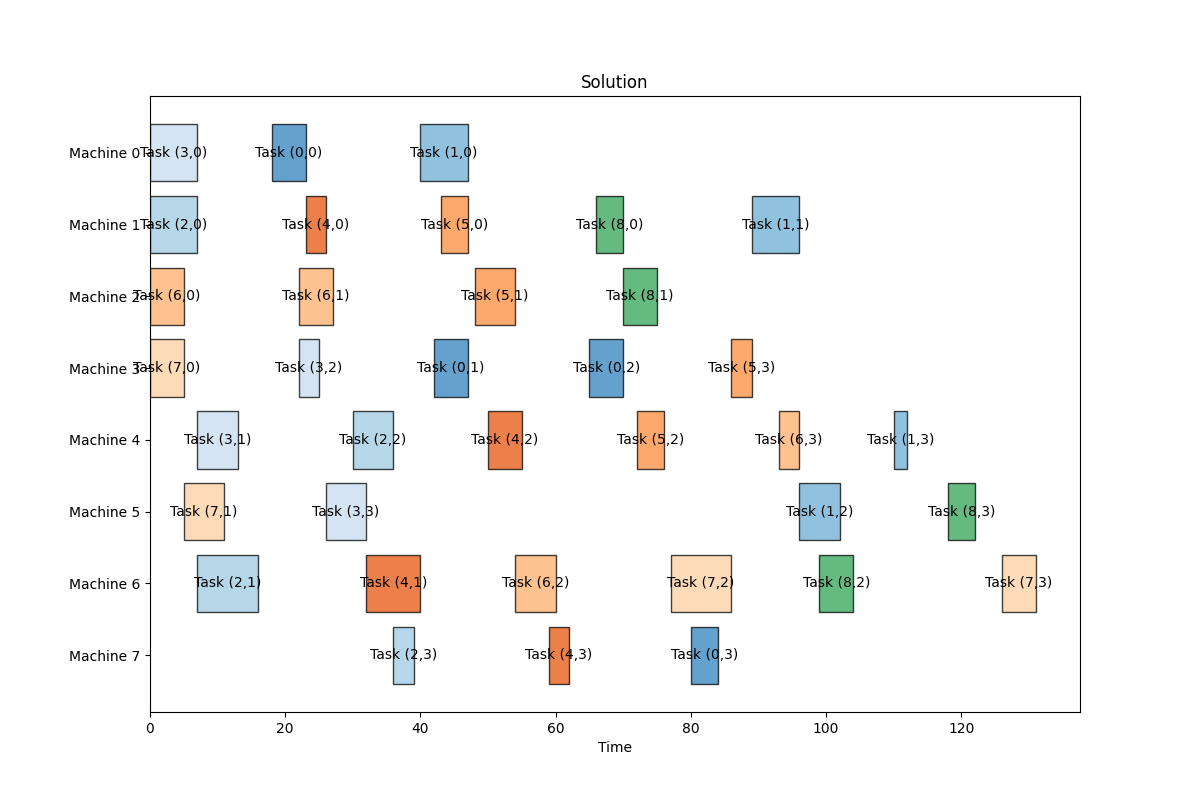 Solution
Machine 0 Task (3,0) Task (0,0) Task (1,0)
Machine 1 Task (2,0) Task (4,0) Task (5,0) Task (8,0) Task (1,1)
Machine 2 Task (6,0) Task (6,1) Task (5,1) Task (8,1)
Machine 3 Task (7,0) Task (3,2) Task (0,1) Task (0,2) Task (5,3)
Machine 4 Task (3,1) Task (2,2) Task (4,2) Task (5,2) Task (6,3) Task (1,3)
Machine 5 Task (7,1) Task (3,3) Task (1,2) Task (8,3)
Machine 6 Task (2,1) Task (4,1) Task (6,2) Task (7,2) Task (8,2) Task (7,3)
Machine 7 Task (2,3) Task (4,3) Task (0,3)
0 20 40 60 80 100 120
Time